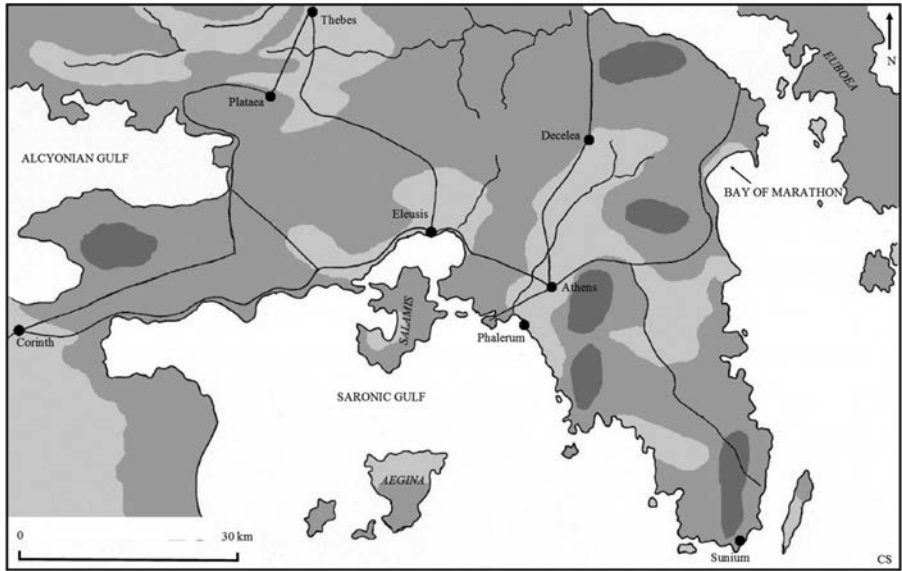 Thebes
N
EUBOEA
Plataea
Decelea
ALCYONIAN GULF
BAY OF MARATHON
Eleusis
Athens
SALAMIS
Phalerum
Corinth
SARONIC GULF
AEGINA
0 30 km
Sunium
CS